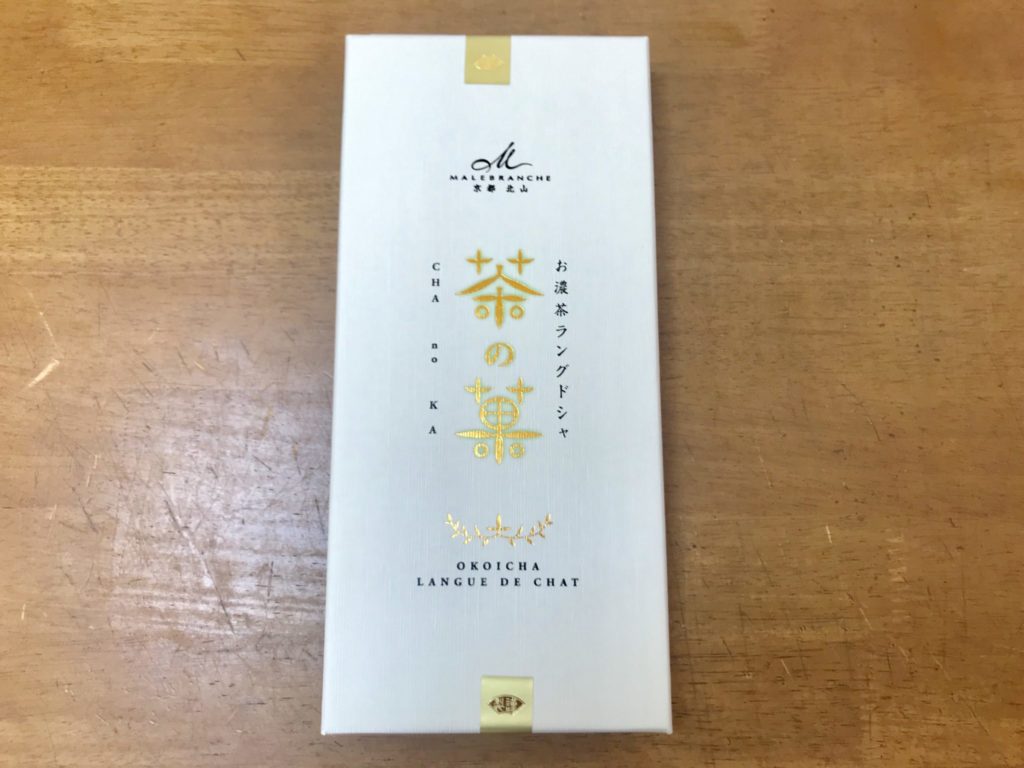 MALEBRANCHE
京都 北山
お濃茶ラングドシャ
茶の菓
CHA no KA
OKOICHA
LANGUE DE CHAT